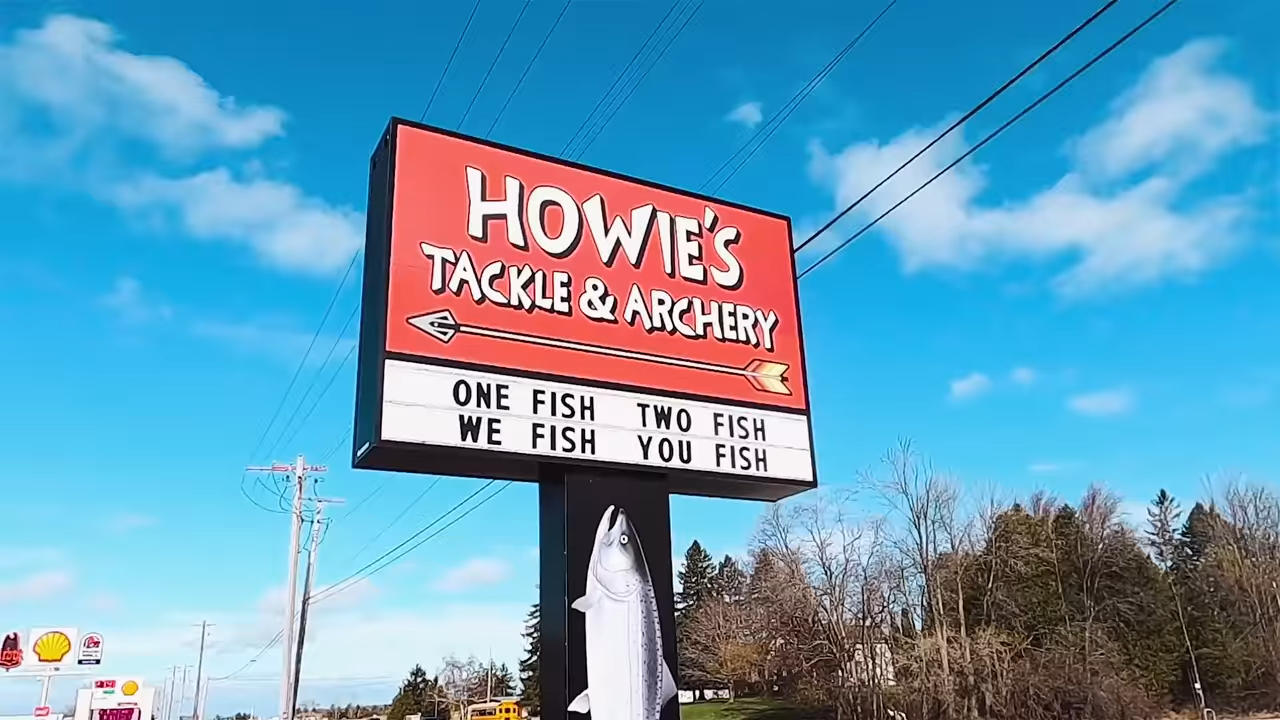 HOWIE'S
TACKLE & ARCHERY
ONE FISH TWO FISH
WE FISH YOU FISH